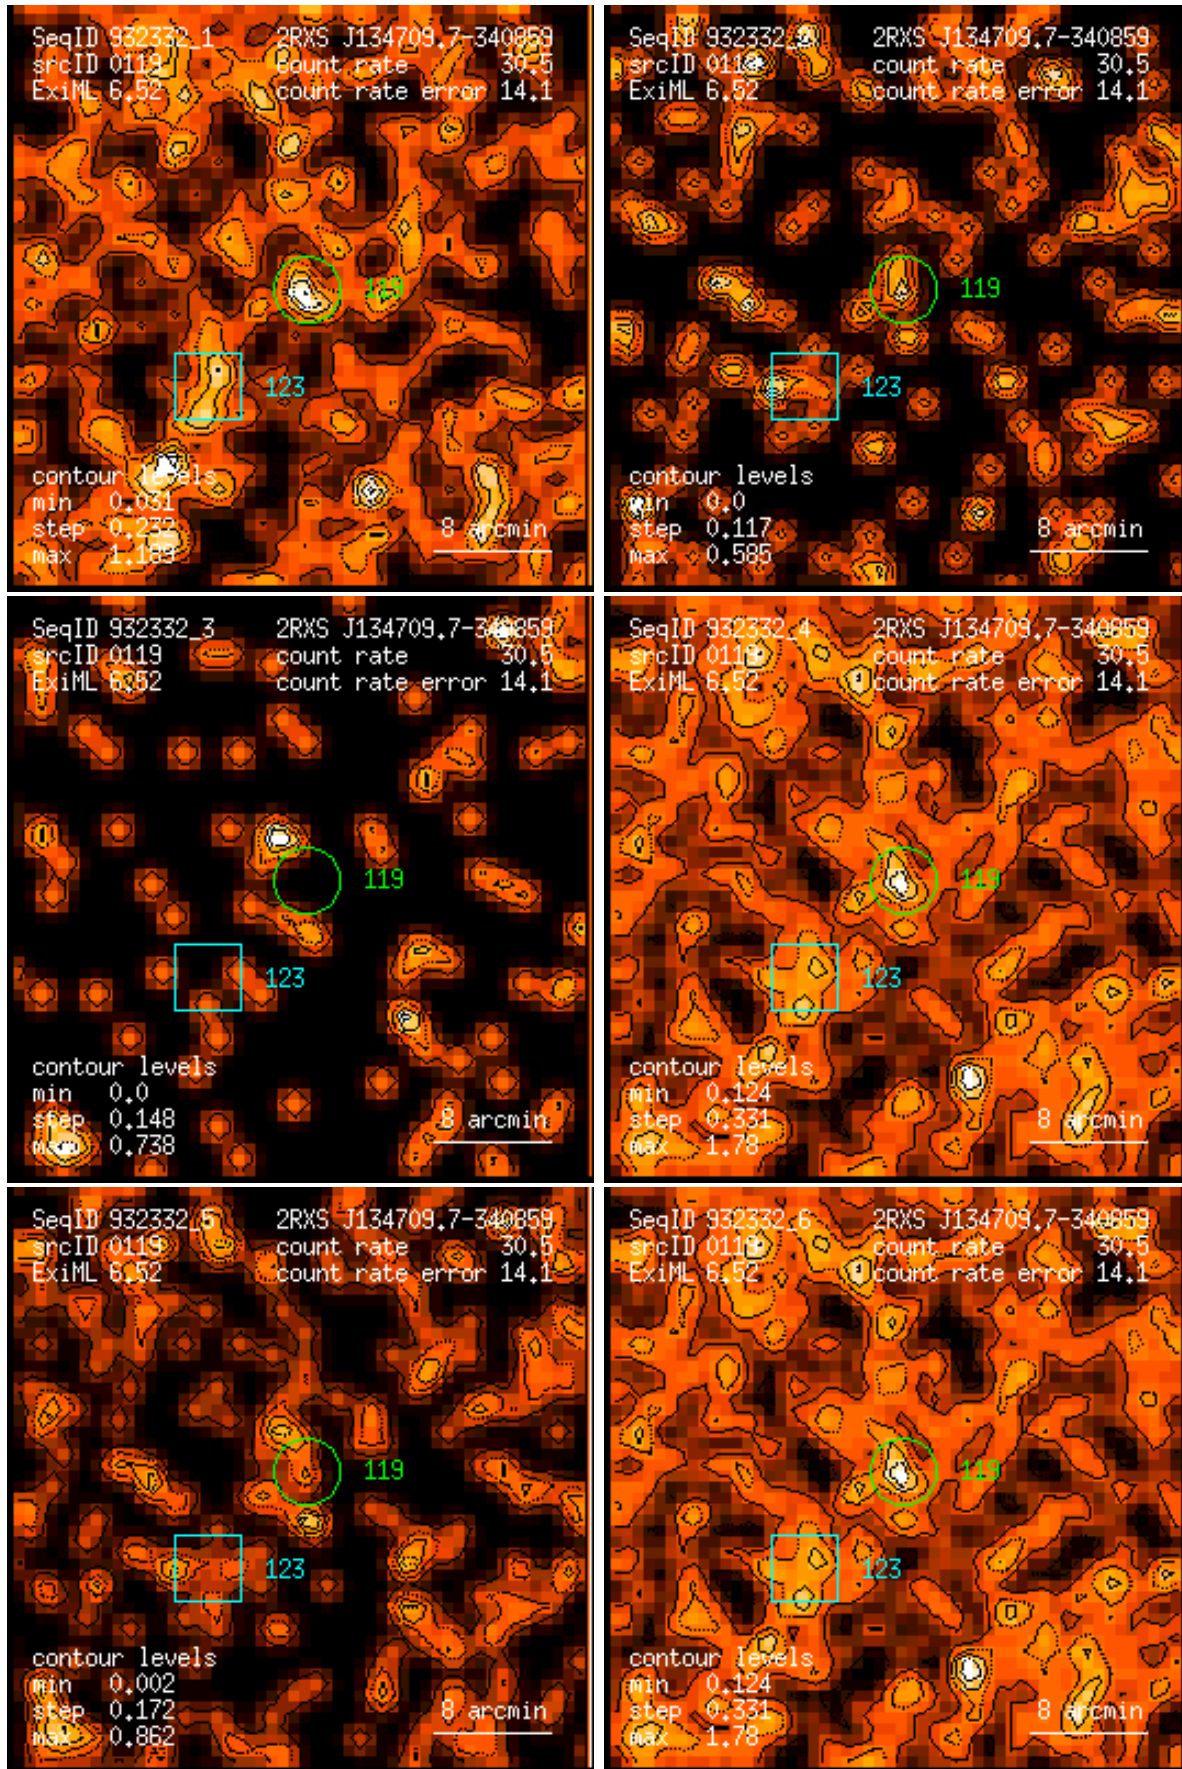 SeqID 932332_1 2RXS J134709.7-340859
srcID 0119 count rate 30.5
ExiML 6.52 count rate error 14.1
119
123
contour levels
min 0.031
step 0.232
max 1.189
8 arcmin
SeqID 932332_2 2RXS J134709.7-340859
srcID 0119 count rate 30.5
ExiML 6.52 count rate error 14.1
119
123
contour levels
min 0.0
step 0.117
max 0.585
8 arcmin
SeqID 932332_3 2RXS J134709.7-340859
srcID 0119 count rate 30.5
ExiML 6.52 count rate error 14.1
119
123
contour levels
min 0.0
step 0.148
max 0.738
8 arcmin
SeqID 932332_4 2RXS J134709.7-340859
srcID 0119 count rate 30.5
ExiML 6.52 count rate error 14.1
119
123
contour levels
min 0.124
step 0.331
max 1.78
8 arcmin
SeqID 932332_5 2RXS J134709.7-340859
srcID 0119 count rate 30.5
ExiML 6.52 count rate error 14.1
119
123
contour levels
min 0.002
step 0.172
max 0.862
8 arcmin
SeqID 932332_6 2RXS J134709.7-340859
srcID 0119 count rate 30.5
ExiML 6.52 count rate error 14.1
119
123
contour levels
min 0.124
step 0.331
max 1.78
8 arcmin